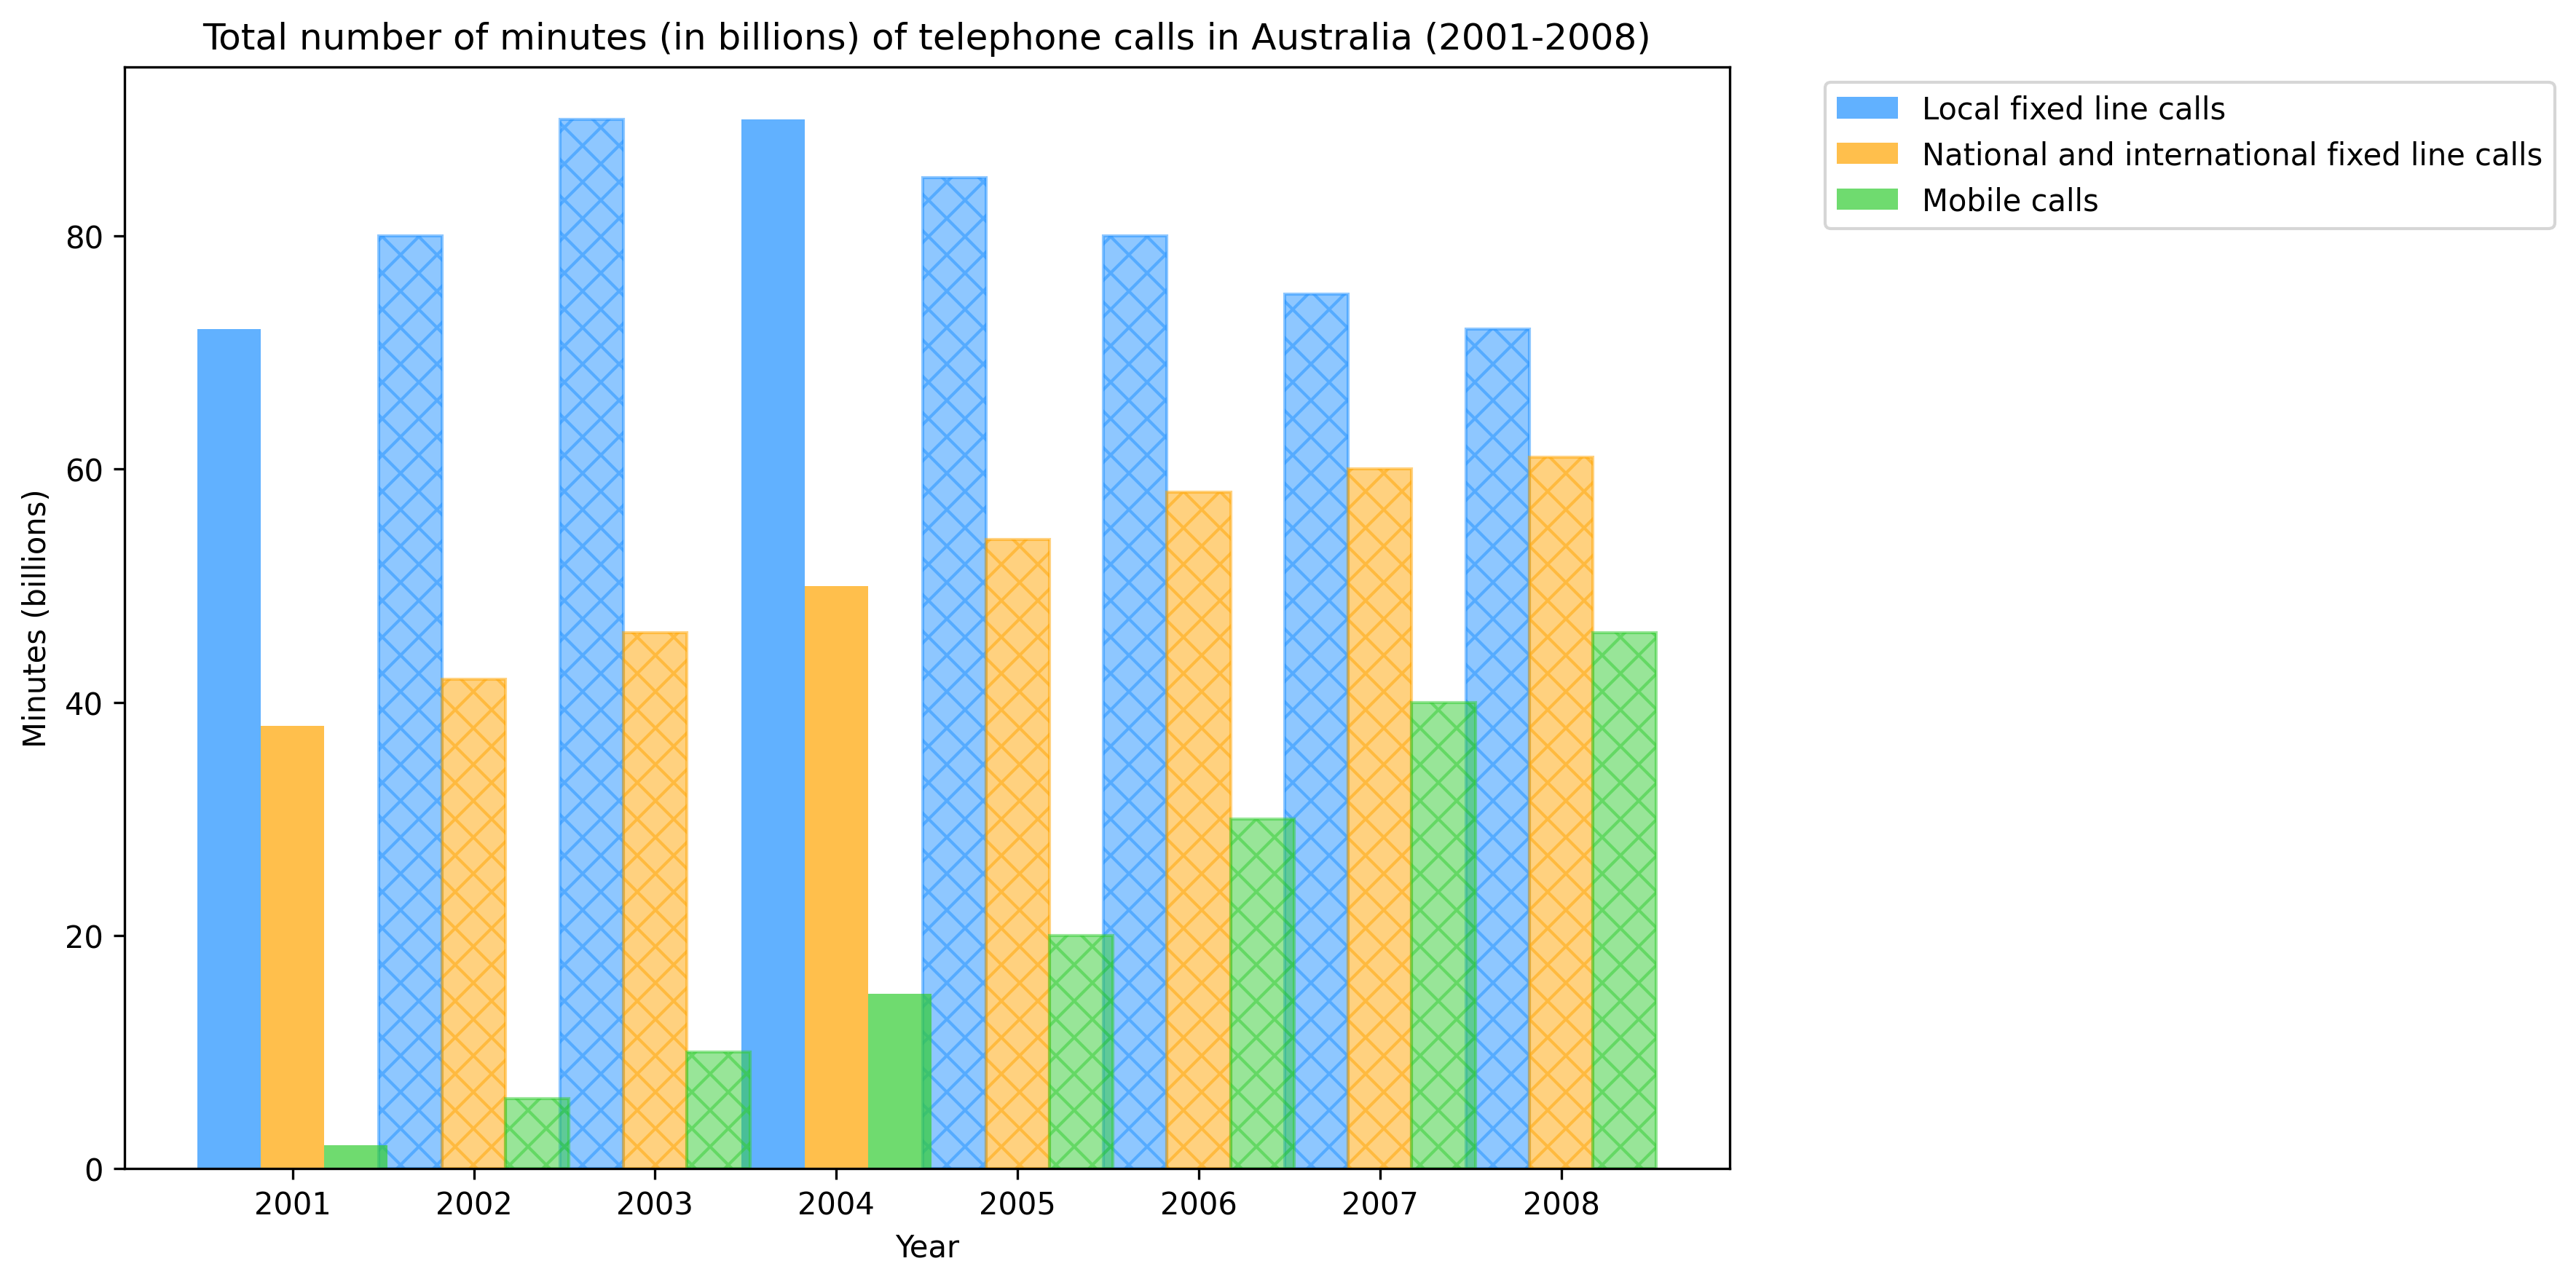 Total number of minutes (in billions) of telephone calls in Australia (2001-2008)
Local fixed line calls
National and international fixed line calls
Mobile calls
Minutes (billions)
80
60
40
20
0
2001 2002 2003 2004 2005 2006 2007 2008
Year